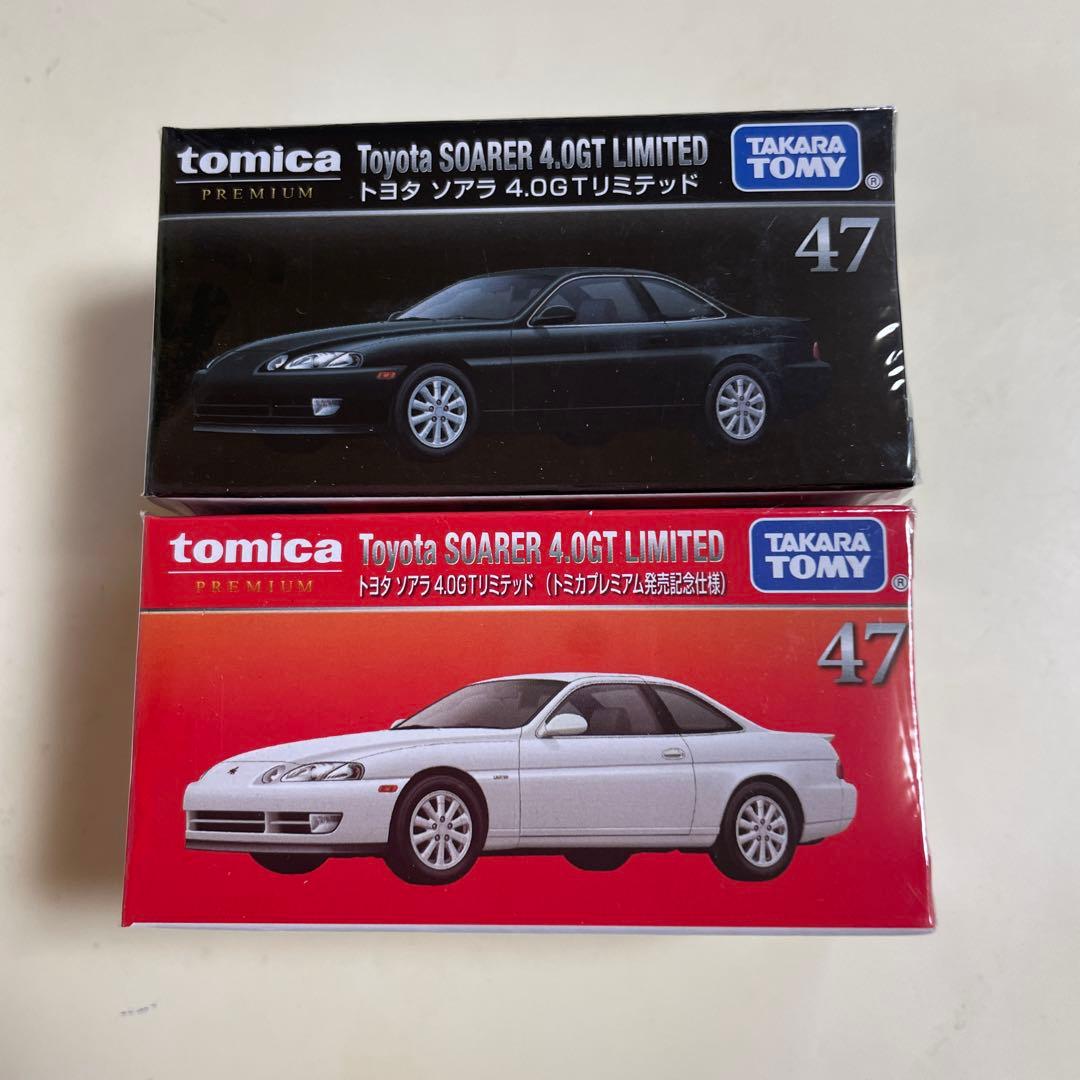 tomica
PREMIUM
Toyota SOARER 4.0GT LIMITED
トヨタ ソアラ 4.0GTリミテッド
TAKARA
TOMY
®
47
tomica
PREMIUM
Toyota SOARER 4.0GT LIMITED
トヨタ ソアラ 4.0GTリミテッド (トミカプレミアム発売記念仕様)
TAKARA
TOMY
®
47